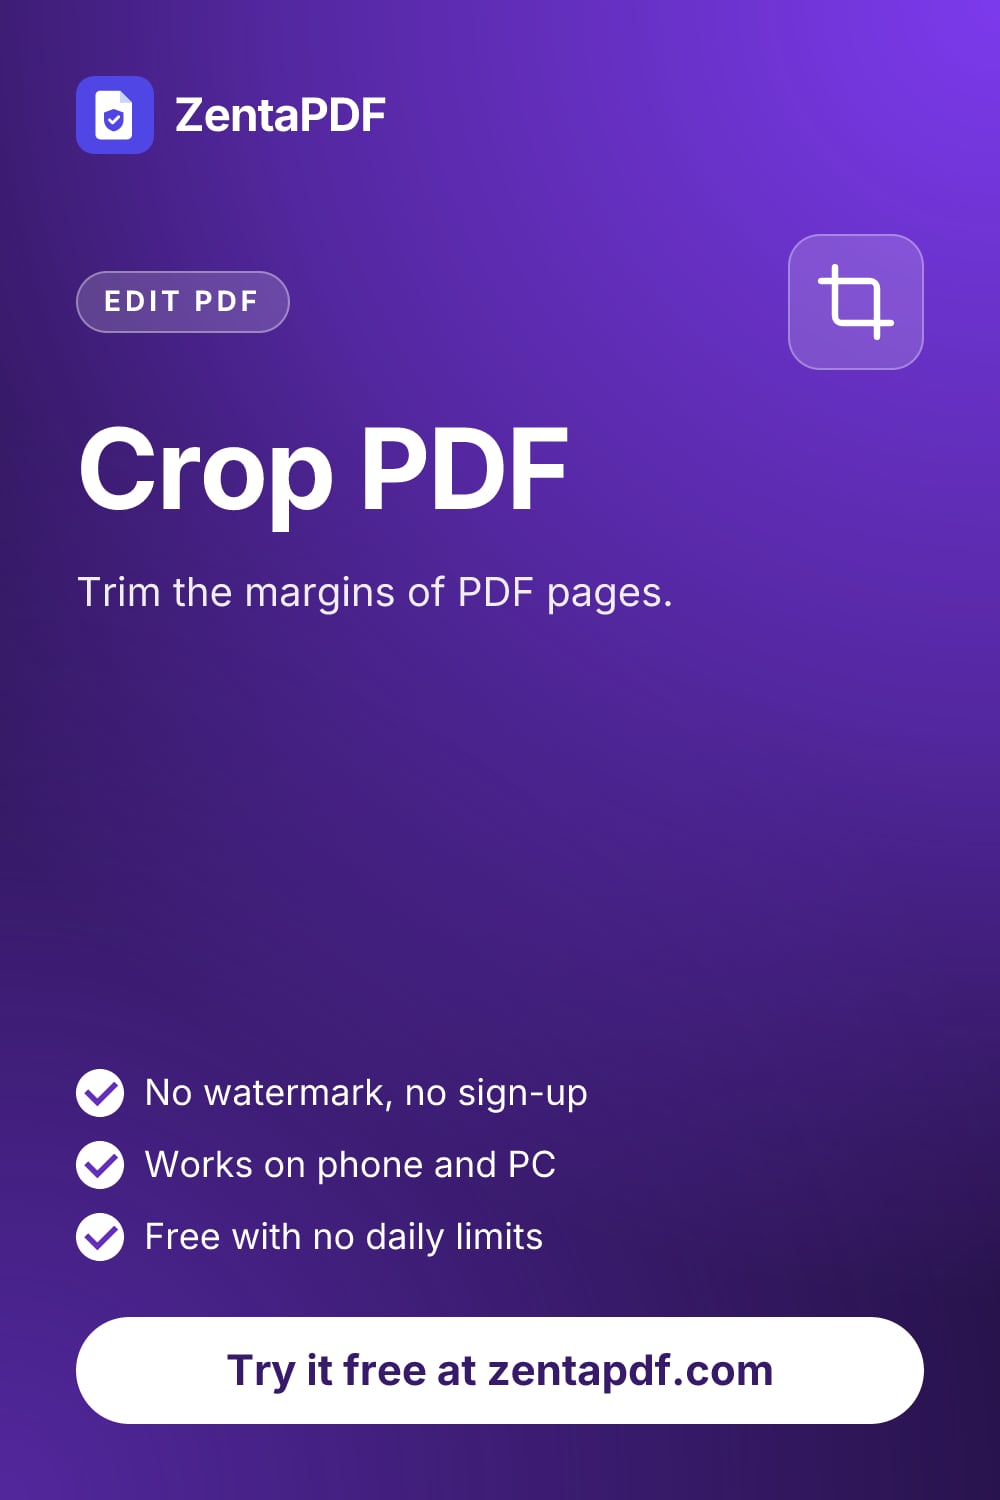 ZentaPDF
EDIT PDF
Crop PDF
Trim the margins of PDF pages.
No watermark, no sign-up
Works on phone and PC
Free with no daily limits
Try it free at zentapdf.com